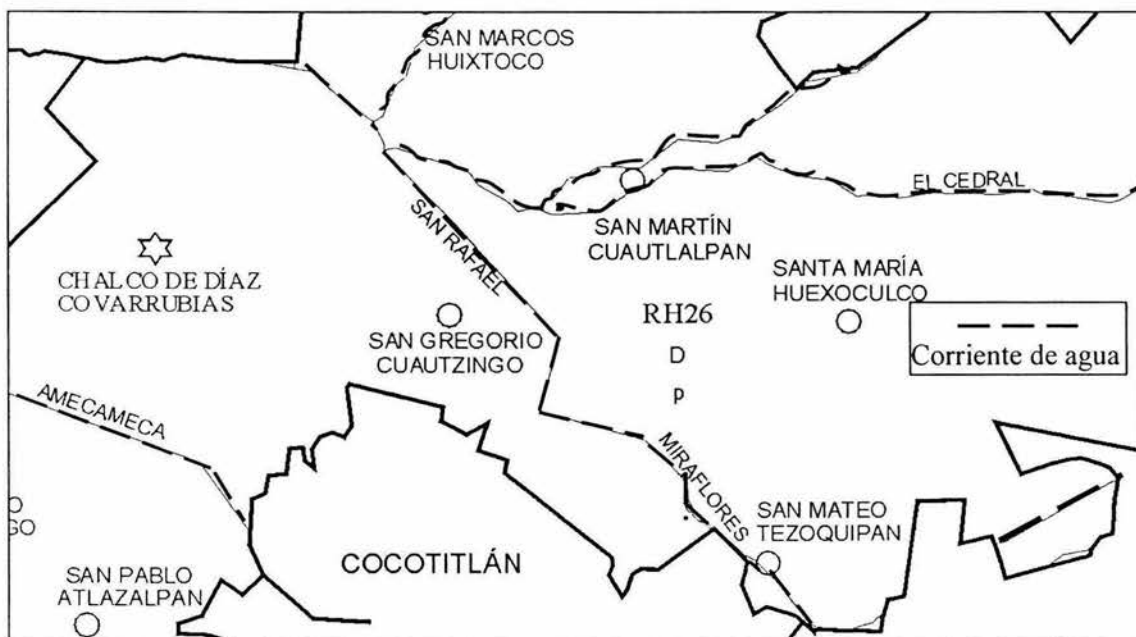 SAN MARCOS
HUIXTOCO
EL CEDRAL
SAN RAFAEL
SAN MARTÍN
CUAUTLALPAN
CHALCO DE DÍAZ
COVARRUBIAS
SANTA MARÍA
HUEXOCULCO
RH26
D
p
SAN GREGORIO
CUAUTZINGO
Corriente de agua
AMECAMECA
MIRAFLORES
O
GO
SAN MATEO
TEZOQUIPAN
COCOTITLÁN
SAN PABLO
ATLAZALPAN